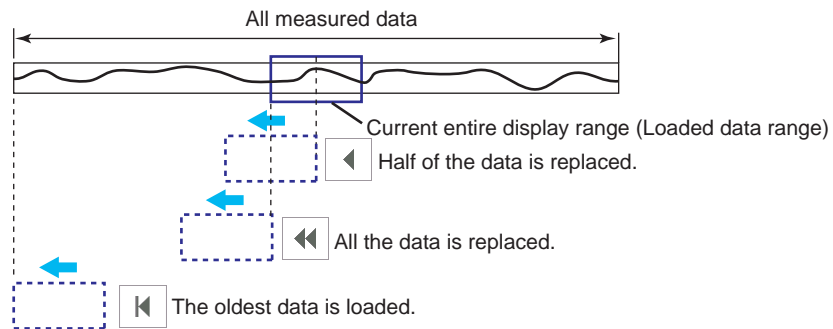 All measured data
Current entire display range (Loaded data range)
Half of the data is replaced.
All the data is replaced.
The oldest data is loaded.